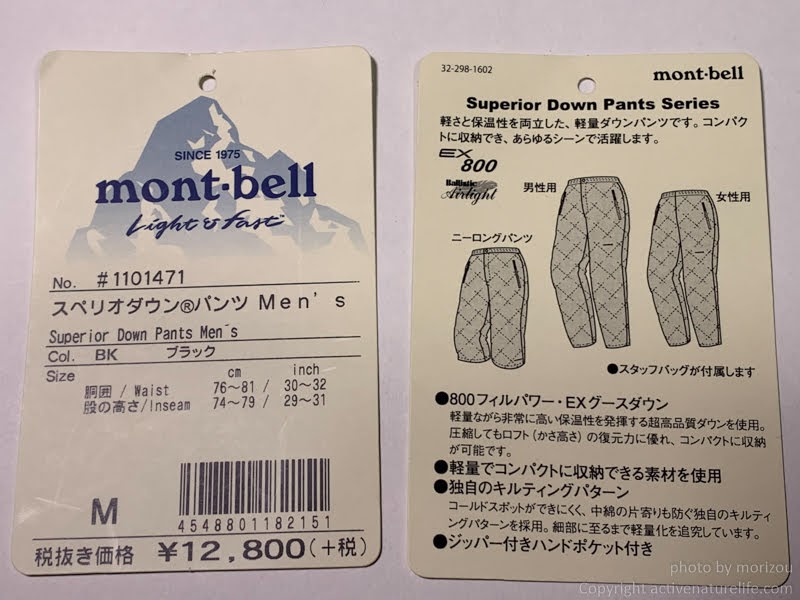 SINCE 1975
mont-bell
Light & Fast™
No. #1101471
スペリオダウン®パンツ Men's
Superior Down Pants Men's
Col. BK ブラック
Size cm inch
胴囲 / Waist 76~81 / 30~32
股の高さ/Inseam 74~79 / 29~31
M
4548801182151
税抜き価格 ¥12,800(+税)
32-298-1602
mont-bell
Superior Down Pants Series
軽さと保温性を両立した、軽量ダウンパンツです。コンパク
トに収納でき、あらゆるシーンで活躍します。
EX 800
Ballistic
Airlight
男性用
女性用
ニーロングパンツ
●スタッフバッグが付属します
●800フィルパワー・EXグースダウン
軽量ながら非常に高い保温性を発揮する超高品質ダウンを使用。
圧縮してもロフト(かさ高さ)の復元力に優れ、コンパクトに収納
が可能です。
●軽量でコンパクトに収納できる素材を使用
●独自のキルティングパターン
コールドスポットができにくく、中綿の片寄りも防ぐ独自のキルティ
ングパターンを採用。細部に至るまで軽量化を追究しています。
●ジッパー付きハンドポケット付き
photo by morizou
Copyright activenaturelife.com